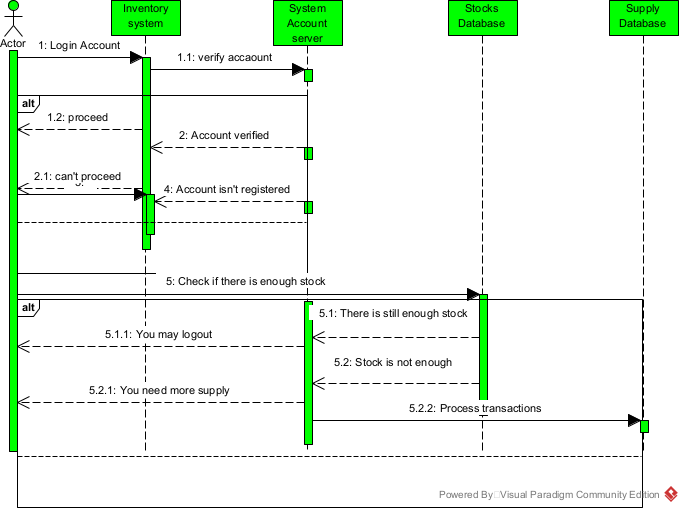 Actor
Inventory
system
System
Account
server
Stocks
Database
Supply
Database
1: Login Account
1.1: verify accaount
alt
1.2: proceed
2: Account verified
2.1: can't proceed
4: Account isn't registered
5: Check if there is enough stock
alt
5.1: There is still enough stock
5.1.1: You may logout
5.2: Stock is not enough
5.2.1: You need more supply
5.2.2: Process transactions
Powered By Visual Paradigm Community Edition